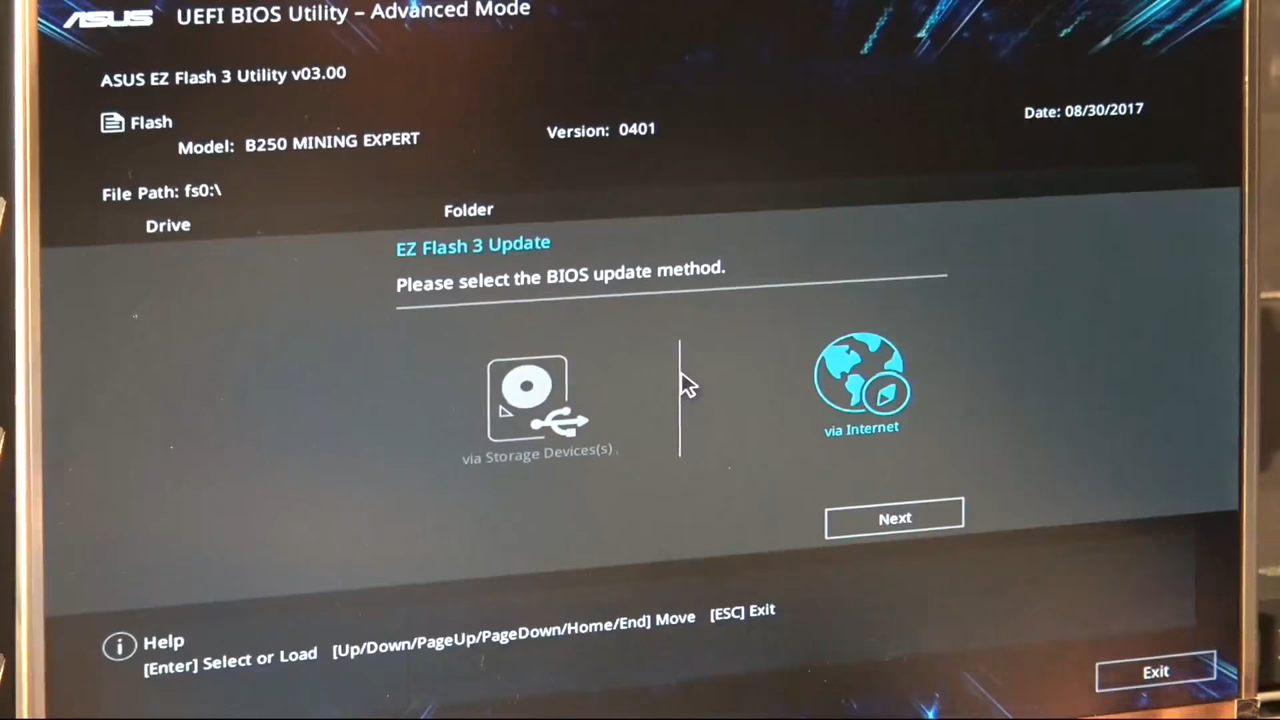 ASUS UEFI BIOS Utility – Advanced Mode
ASUS EZ Flash 3 Utility v03.00
Flash
Model: B250 MINING EXPERT Version: 0401 Date: 08/30/2017
File Path: fs0:\
Drive Folder
EZ Flash 3 Update
Please select the BIOS update method.
via Storage Devices(s)
via Internet
Next
Help
[Enter] Select or Load [Up/Down/PageUp/PageDown/Home/End] Move [ESC] Exit
Exit